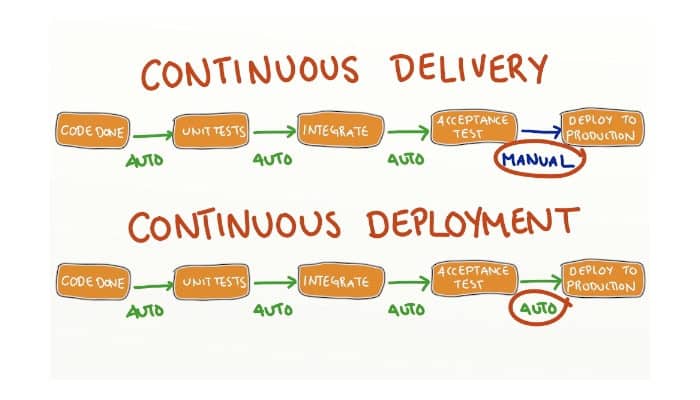 CONTINUOUS DELIVERY
CODE DONE
UNIT TESTS
INTEGRATE
ACCEPTANCE
TEST
DEPLOY TO
PRODUCTION
AUTO
AUTO
AUTO
MANUAL
CONTINUOUS DEPLOYMENT
CODE DONE
UNIT TESTS
INTEGRATE
ACCEPTANCE
TEST
DEPLOY TO
PRODUCTION
AUTO
AUTO
AUTO
AUTO